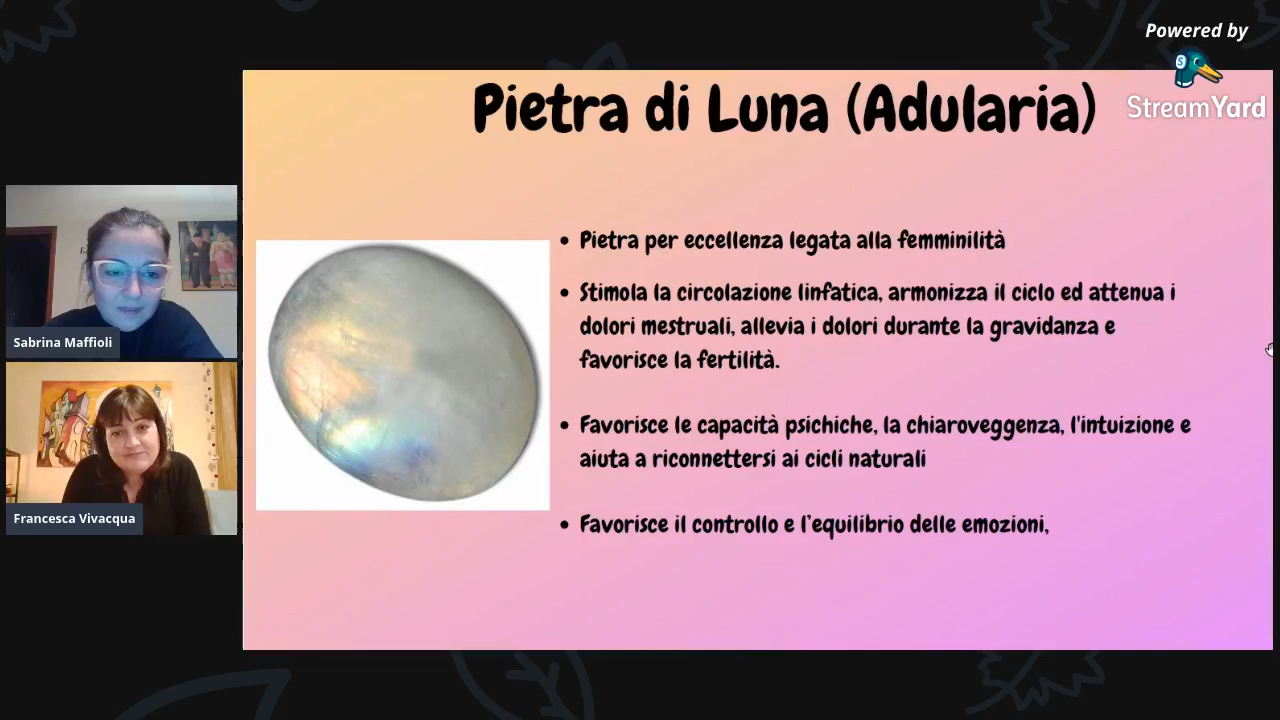 Powered by
StreamYard
Pietra di Luna (Adularia)
• Pietra per eccellenza legata alla femminilità
• Stimola la circolazione linfatica, armonizza il ciclo ed attenua i
dolori mestruali, allevia i dolori durante la gravidanza e
favorisce la fertilità.
• Favorisce le capacità psichiche, la chiaroveggenza, l'intuizione e
aiuta a riconnettersi ai cicli naturali
• Favorisce il controllo e l'equilibrio delle emozioni,
Sabrina Maffioli
Francesca Vivacqua